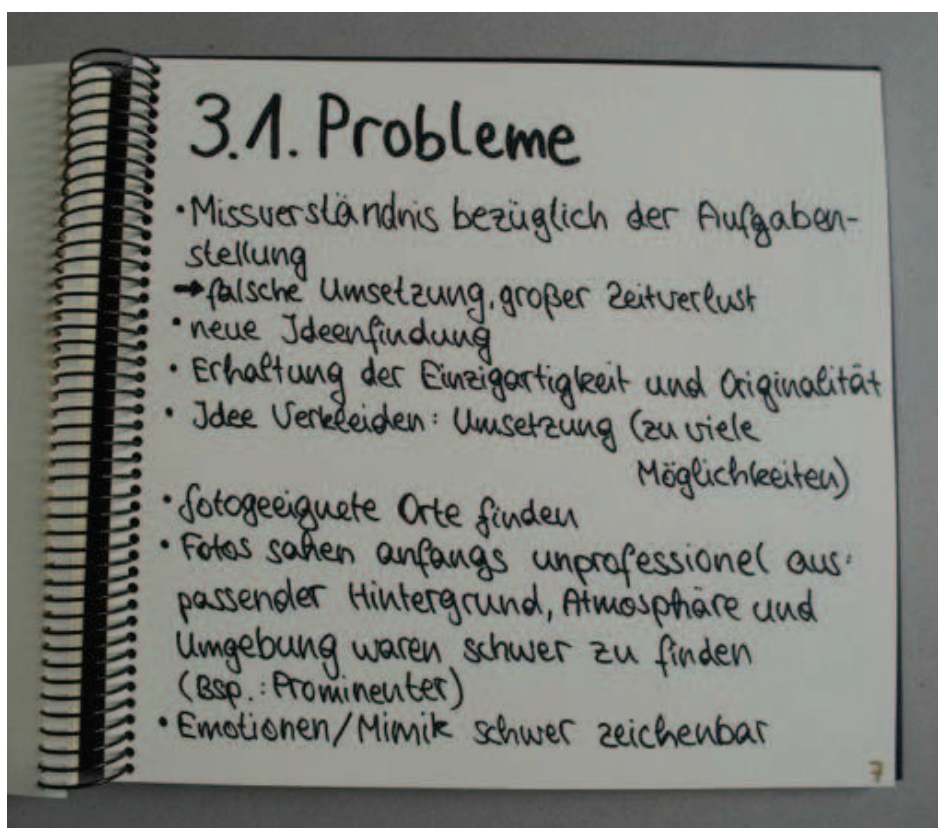 3.1. Probleme
• Missverständnis bezüglich der Aufgaben-
stellung
→ falsche Umsetzung, großer Zeitverlust
• neue Ideenfindung
• Erhaltung der Einzigartigkeit und Originalität
• Idee Verkleiden: Umsetzung (zu viele
Möglichkeiten)
• fotogeeignete Orte finden
• Fotos sahen anfangs unprofessionel aus:
passender Hintergrund, Atmosphäre und
Umgebung waren schwer zu finden
(Bsp.: Prominenter)
• Emotionen/Mimik schwer zeichenbar
7